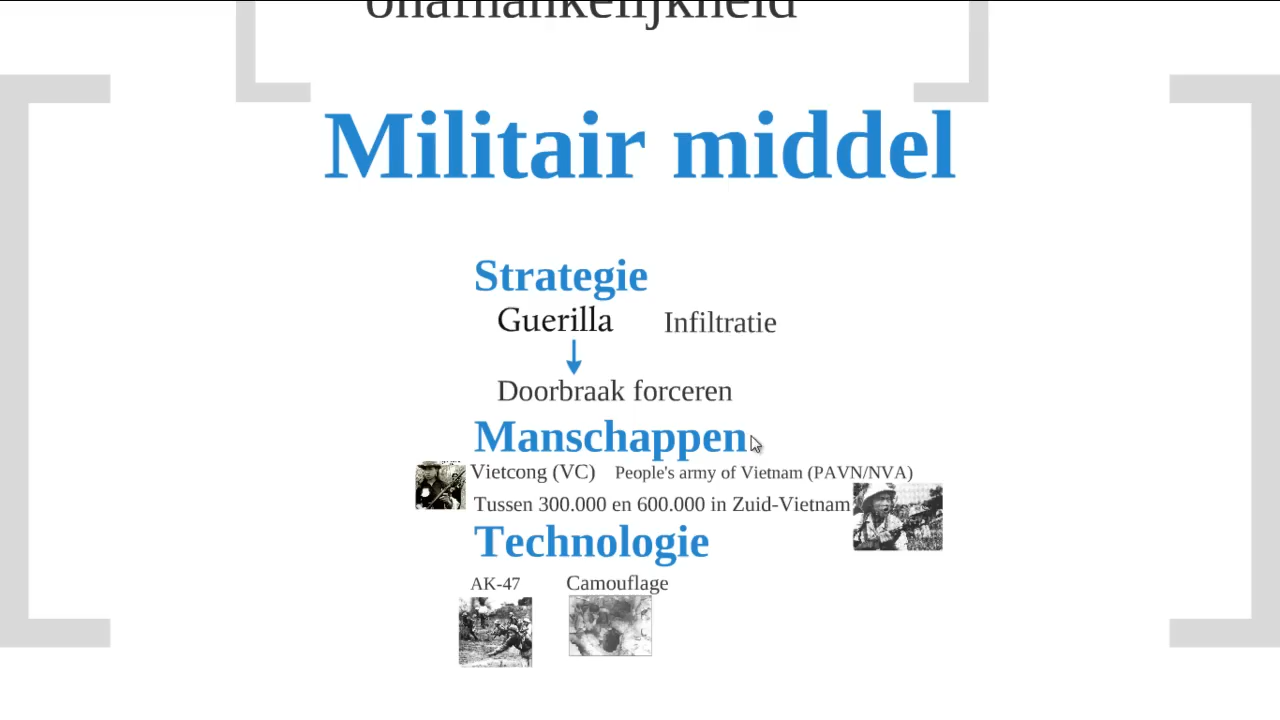 onafhankelijkheid
Militair middel
Strategie
Guerilla Infiltratie
Doorbraak forceren
Manschappen
Vietcong (VC) People's army of Vietnam (PAVN/NVA)
Tussen 300.000 en 600.000 in Zuid-Vietnam
Technologie
AK-47 Camouflage